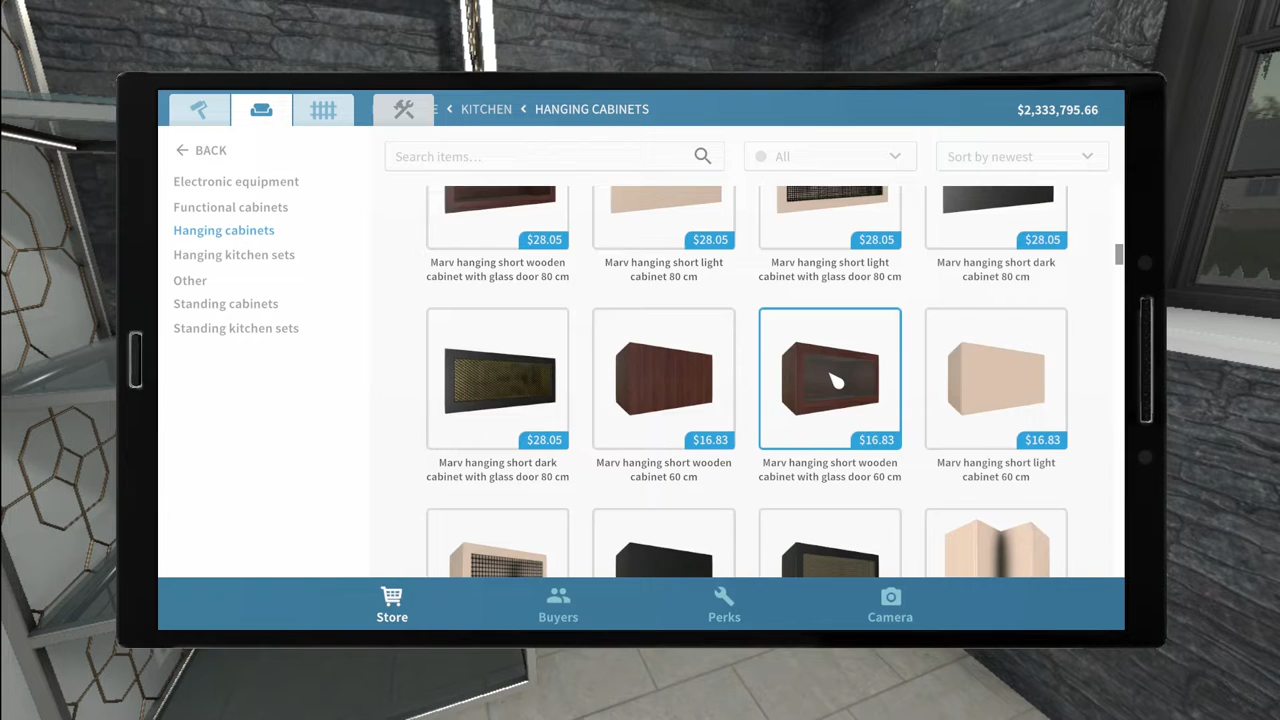 E < KITCHEN < HANGING CABINETS
$2,333,795.66
BACK
Search items...
All
Sort by newest
Electronic equipment
Functional cabinets
Hanging cabinets
Hanging kitchen sets
Other
Standing cabinets
Standing kitchen sets
$28.05
$28.05
$28.05
$28.05
Marv hanging short wooden
cabinet with glass door 80 cm
Marv hanging short light
cabinet 80 cm
Marv hanging short light
cabinet with glass door 80 cm
Marv hanging short dark
cabinet 80 cm
$28.05
$16.83
$16.83
$16.83
Marv hanging short dark
cabinet with glass door 80 cm
Marv hanging short wooden
cabinet 60 cm
Marv hanging short wooden
cabinet with glass door 60 cm
Marv hanging short light
cabinet 60 cm
Store
Buyers
Perks
Camera